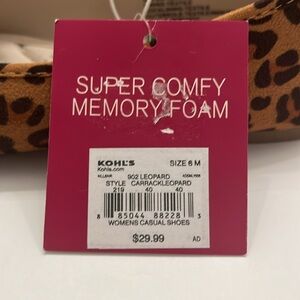 SUPER COMFY
MEMORY FOAM
KOHL'S
SIZE 6 M
Kohls.com
902 LEOPARD
STYLE CARRACKLEOPARD
219 40 40
8 85044 88228 3
WOMENS CASUAL SHOES
$29.99
AD